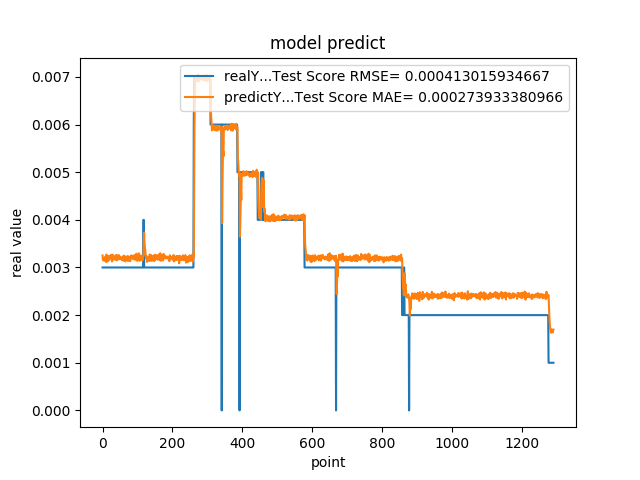 model predict
realY...Test Score RMSE= 0.000413015934667
predictY...Test Score MAE= 0.000273933380966
0.007
0.006
0.005
0.004
0.003
0.002
0.001
0.000
real value
0 200 400 600 800 1000 1200
point